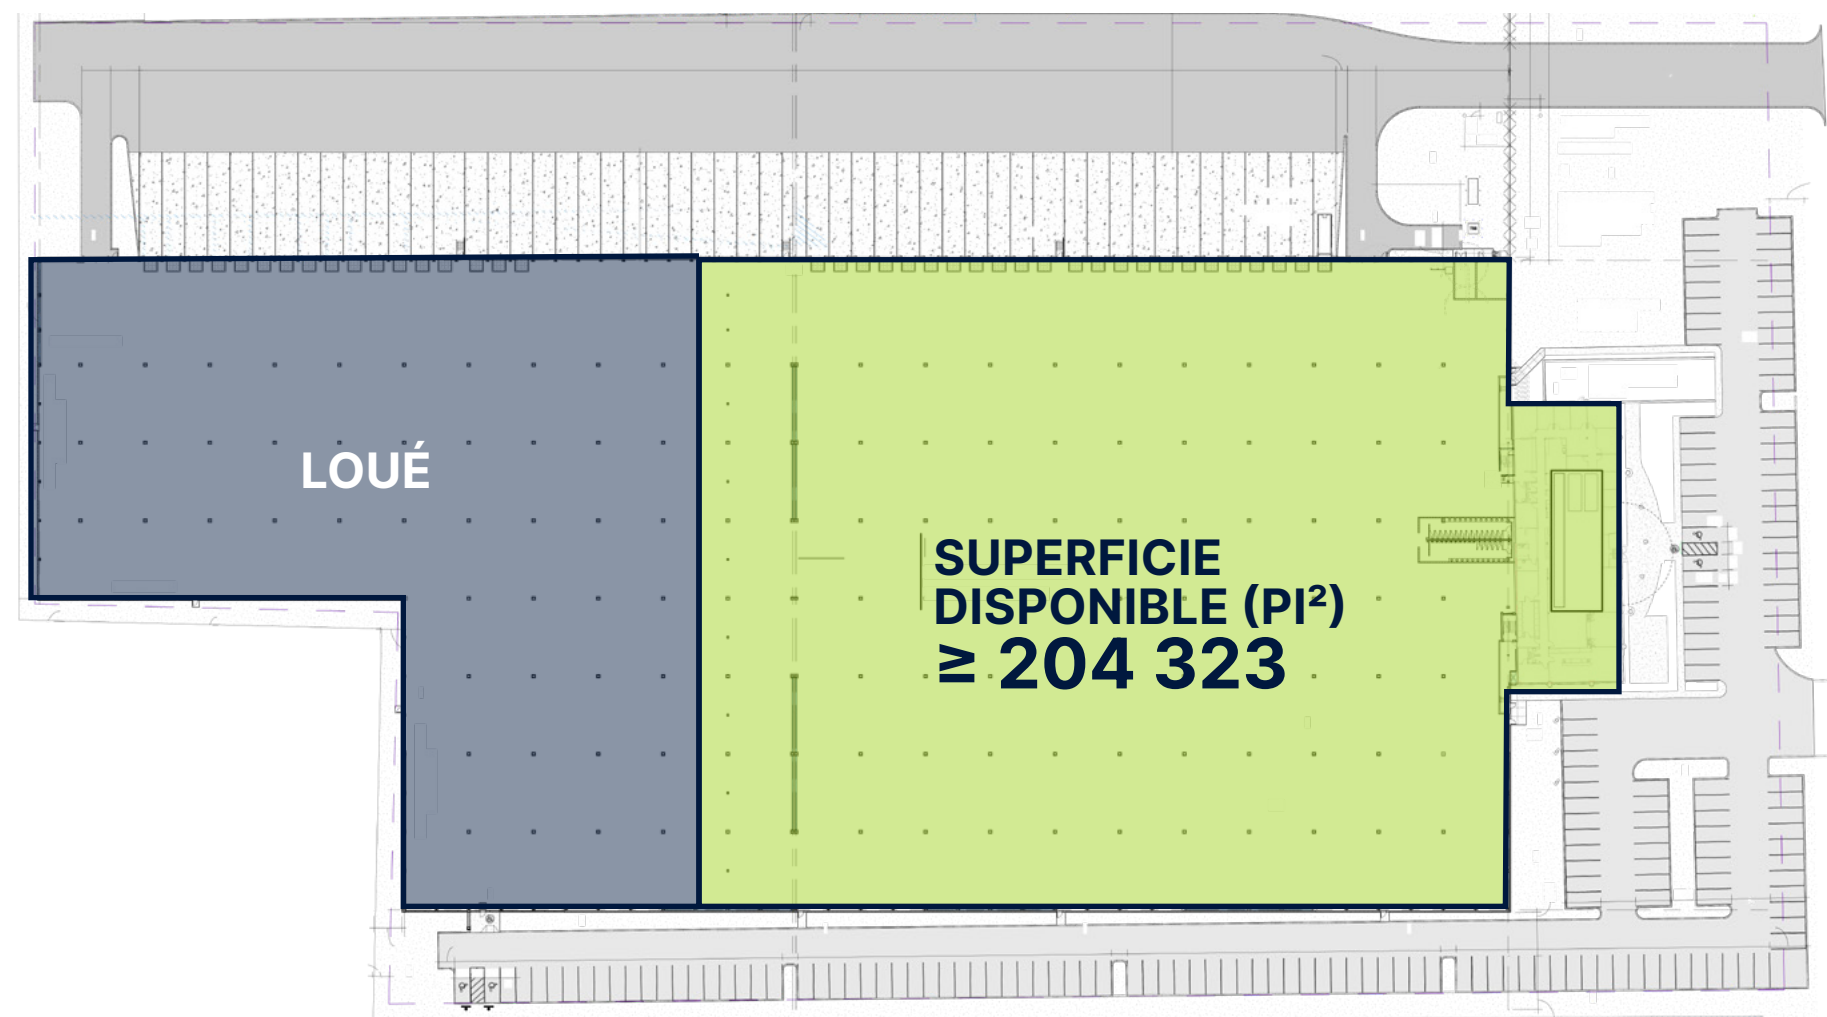 LOUÉ
SUPERFICIE
DISPONIBLE (PI²)
≥ 204 323